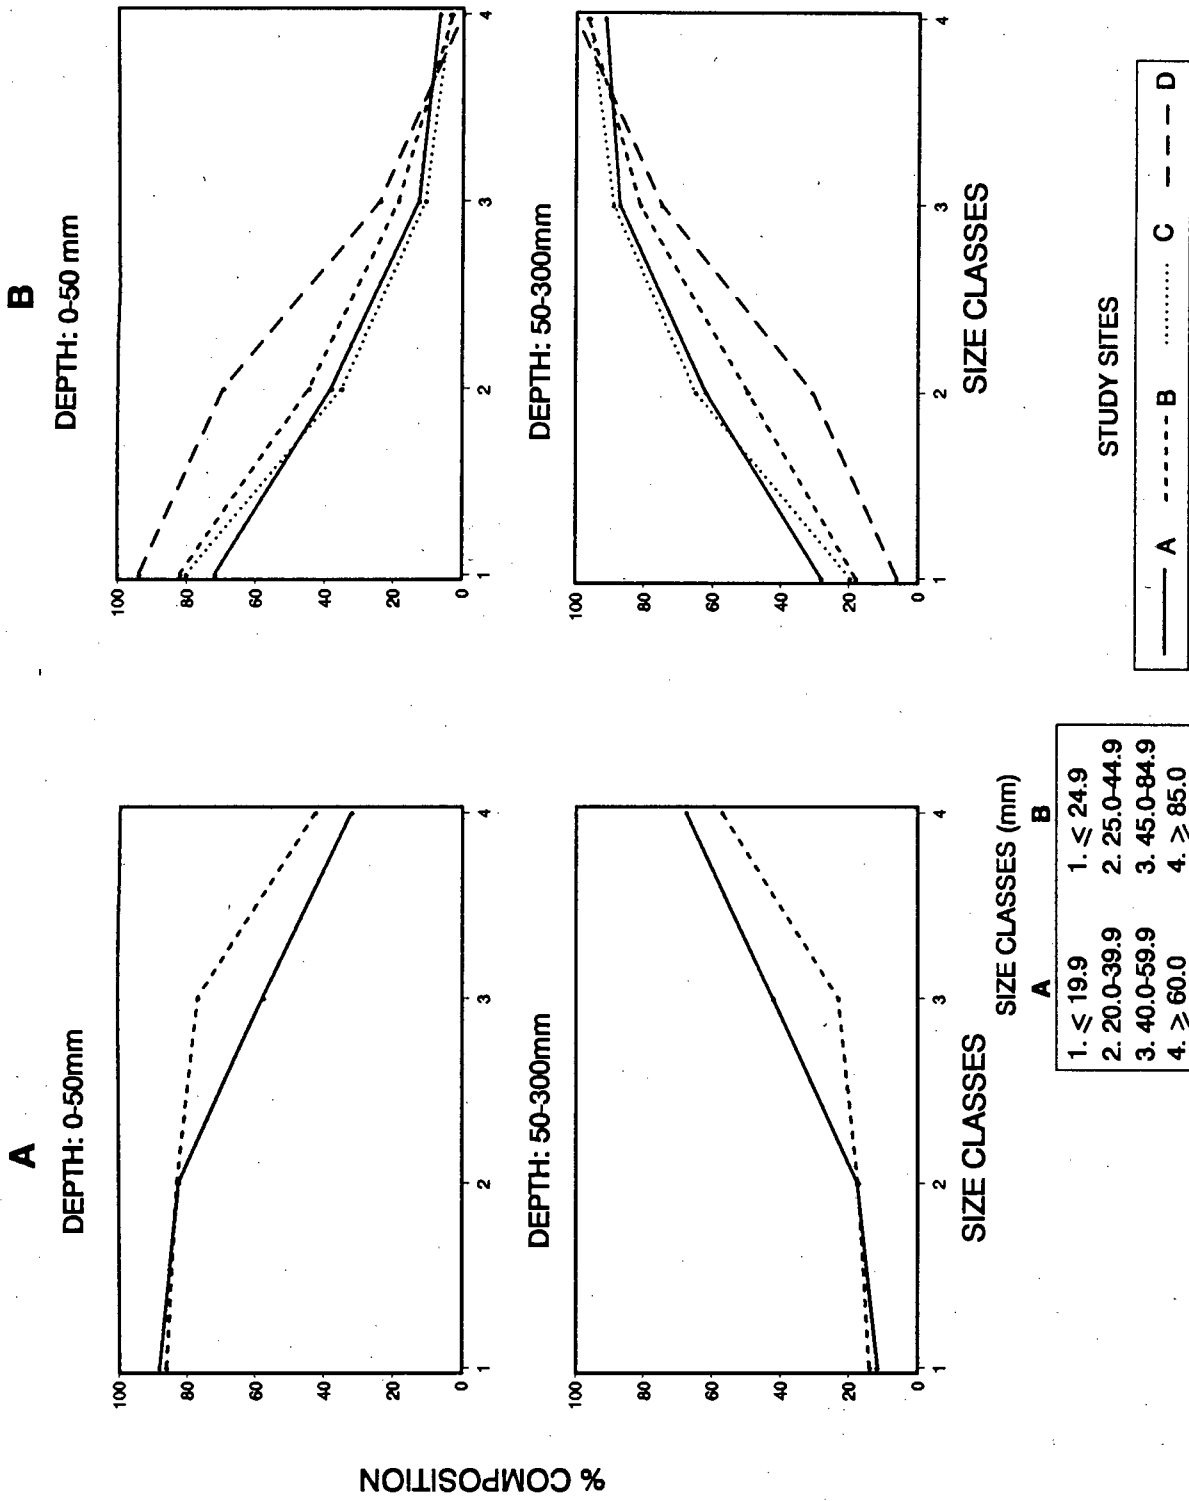 A
B
DEPTH: 0-50mm
DEPTH: 0-50 mm
100
80
60
40
20
0
1
2
3
4
100
80
60
40
20
0
1
2
3
4
% COMPOSITION
DEPTH: 50-300mm
DEPTH: 50-300mm
100
80
60
40
20
0
1
2
3
4
SIZE CLASSES
100
80
60
40
20
0
1
2
3
4
SIZE CLASSES
SIZE CLASSES (mm)
A B
1. ⩽ 19.9 1. ⩽ 24.9
2. 20.0-39.9 2. 25.0-44.9
3. 40.0-59.9 3. 45.0-84.9
4. ⩾ 60.0 4. ⩾ 85.0
STUDY SITES
A B C D